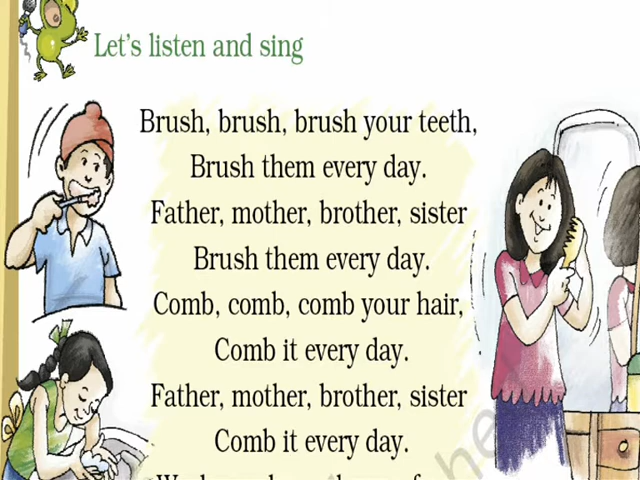 Let's listen and sing
Brush, brush, brush your teeth,
Brush them every day.
Father, mother, brother, sister
Brush them every day.
Comb, comb, comb your hair,
Comb it every day.
Father, mother, brother, sister
Comb it every day.